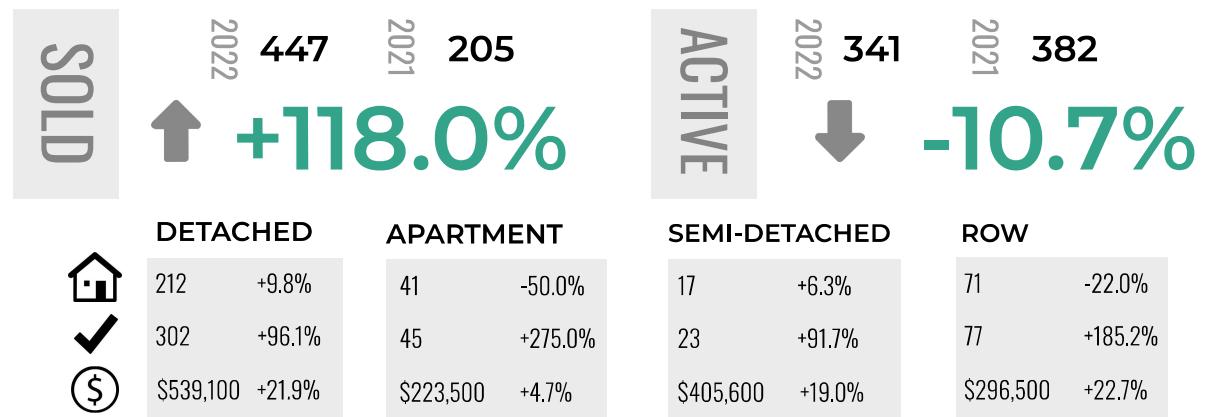 SOLD
2022 447 2021 205
+118.0%
ACTIVE
2022 341 2021 382
-10.7%
DETACHED APARTMENT SEMI-DETACHED ROW
212 +9.8% 41 -50.0% 17 +6.3% 71 -22.0%
302 +96.1% 45 +275.0% 23 +91.7% 77 +185.2%
$ $539,100 +21.9% $223,500 +4.7% $405,600 +19.0% $296,500 +22.7%